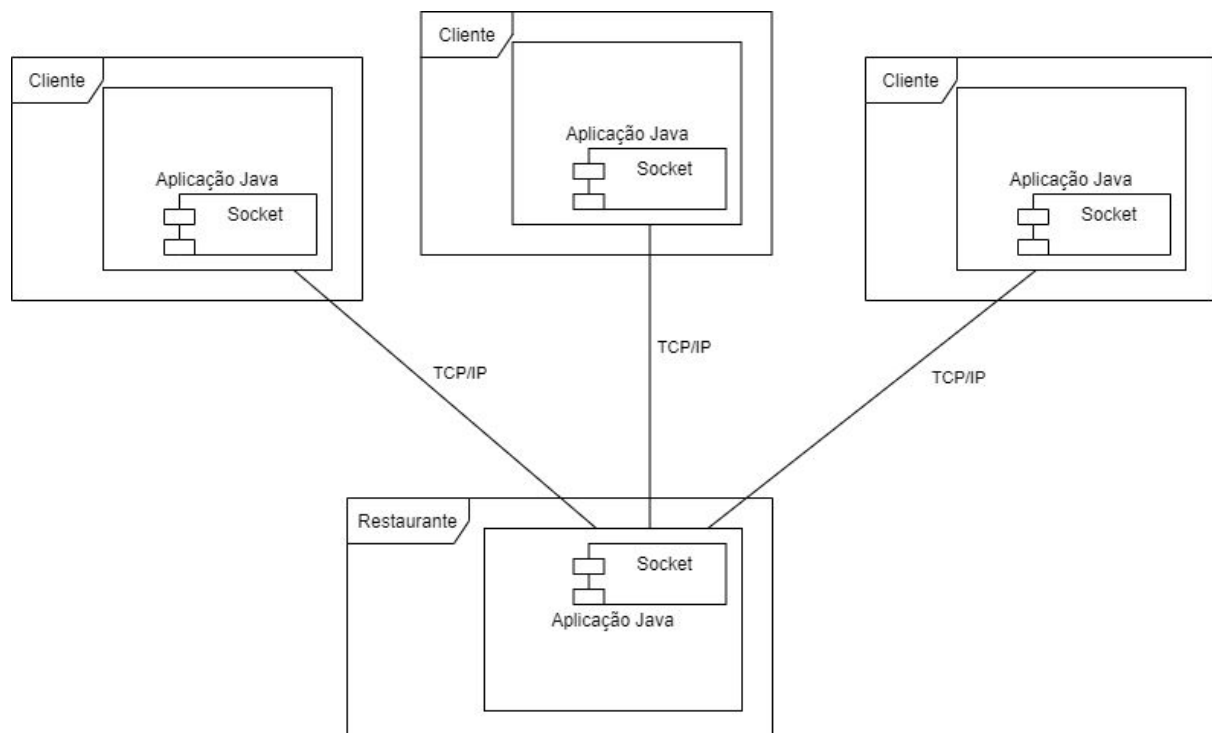 Cliente
Aplicação Java
Socket
Cliente
Aplicação Java
Socket
Cliente
Aplicação Java
Socket
TCP/IP
TCP/IP
TCP/IP
Restaurante
Socket
Aplicação Java